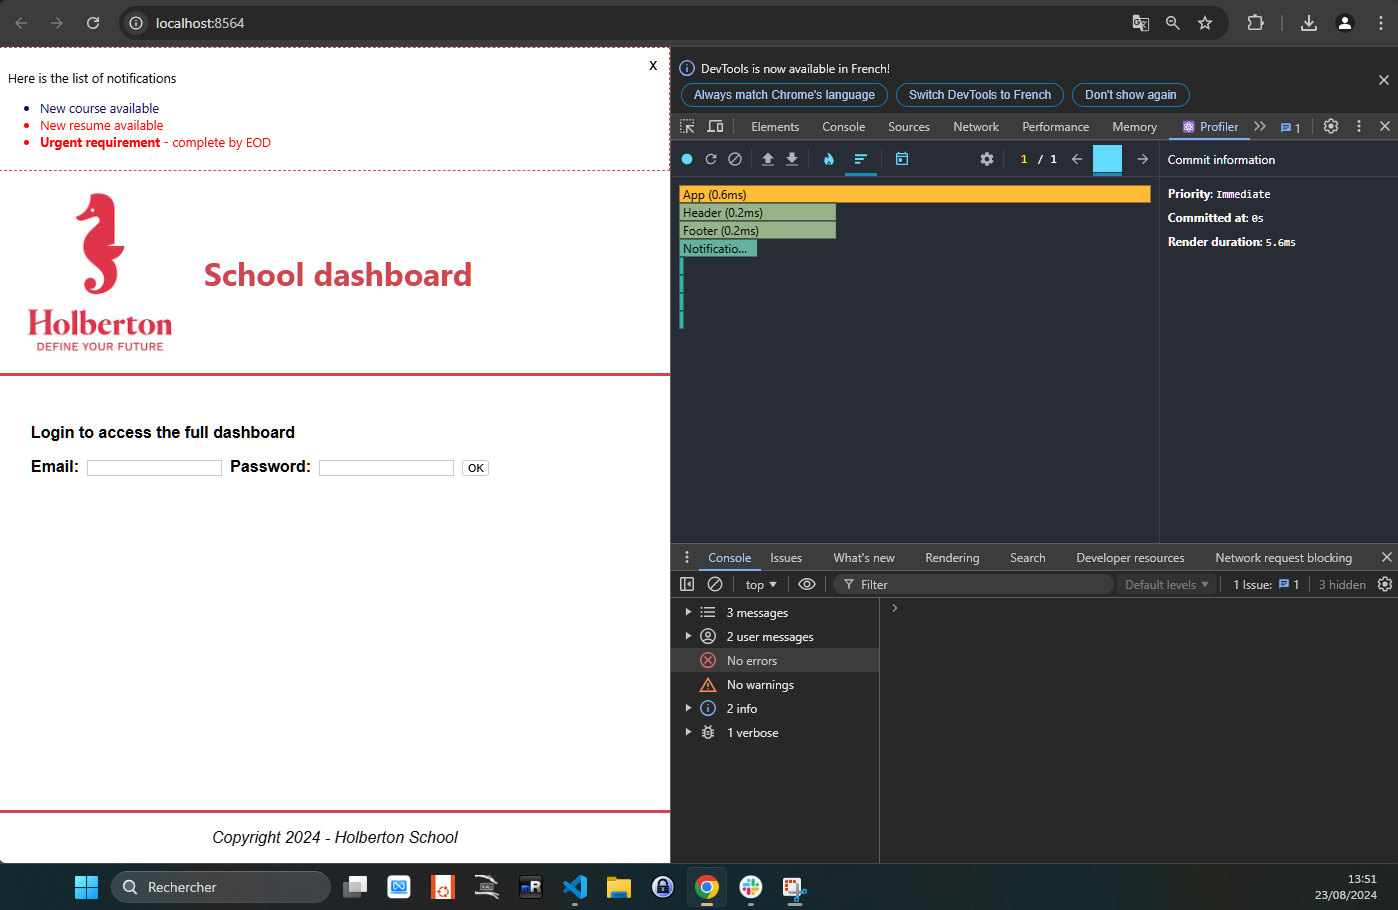 localhost:8564
x
Here is the list of notifications
New course available
New resume available
Urgent requirement - complete by EOD
Holberton
DEFINE YOUR FUTURE
School dashboard
Login to access the full dashboard
Email: Password: OK
Copyright 2024 - Holberton School
DevTools is now available in French!
Always match Chrome's language Switch DevTools to French Don't show again
Elements Console Sources Network Performance Memory Profiler 1
1 / 1
App (0.6ms)
Header (0.2ms)
Footer (0.2ms)
Notificatio...
Commit information
Priority: Immediate
Committed at: 0s
Render duration: 5.6ms
Console Issues What's new Rendering Search Developer resources Network request blocking
top Filter Default levels 1 Issue: 1 3 hidden
3 messages
2 user messages
No errors
No warnings
2 info
1 verbose
Rechercher
mR
13:51
23/08/2024